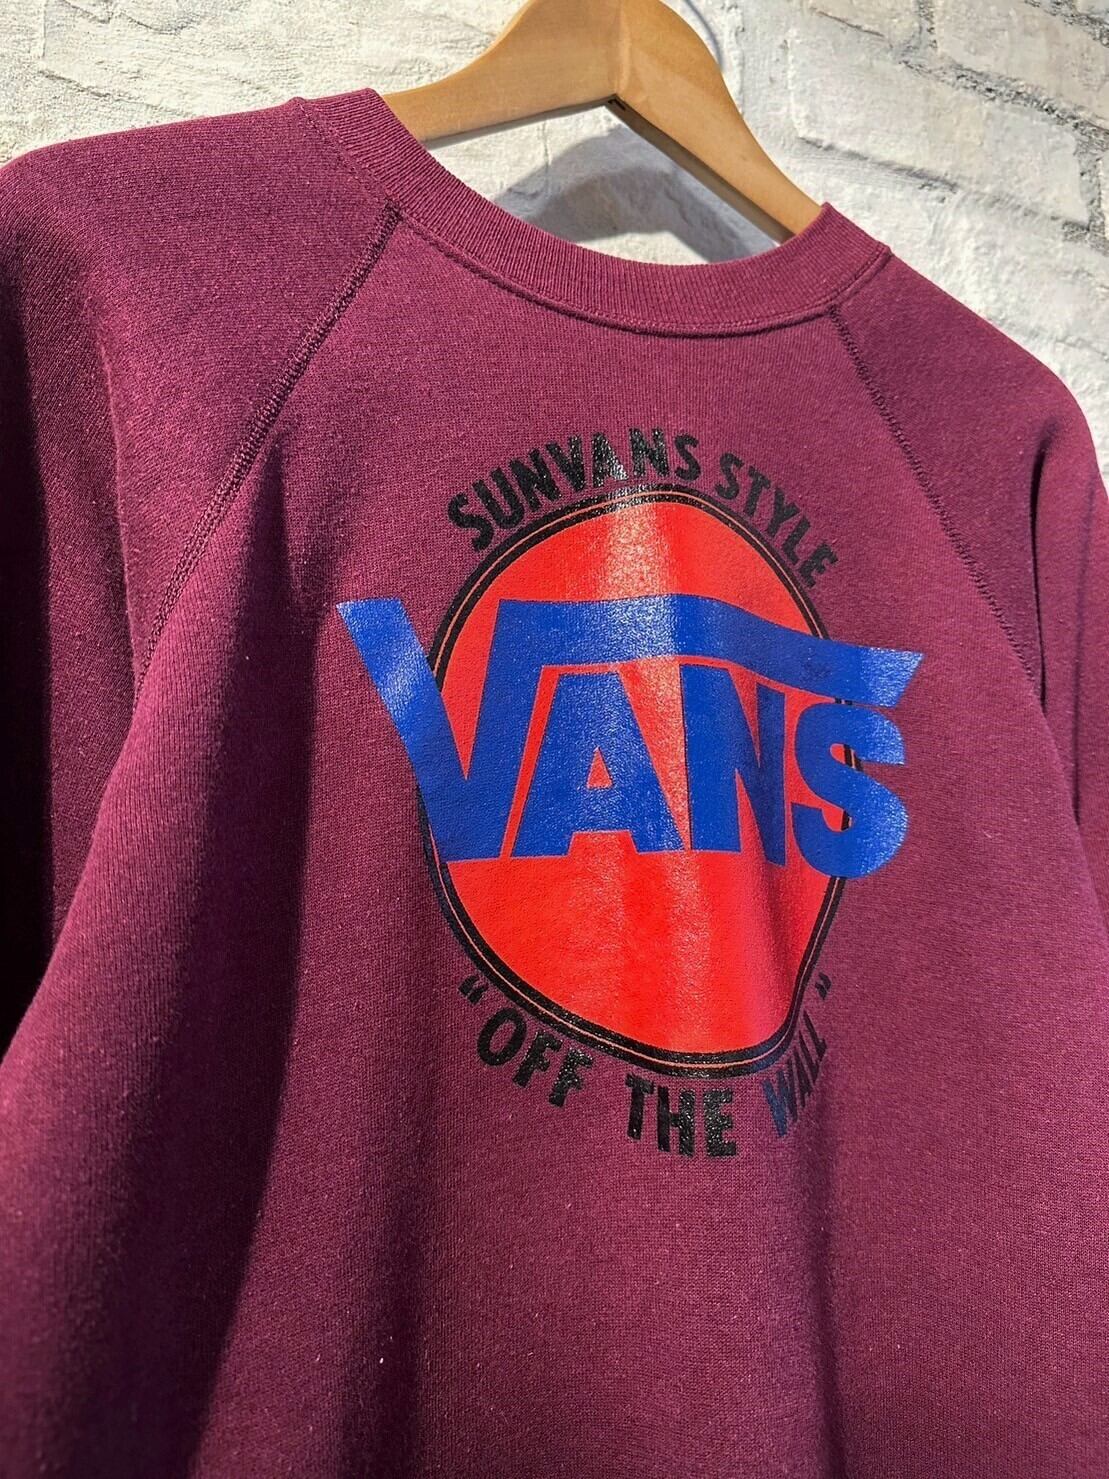 SUNVANS STYLE
VANS
"OFF THE WALL"